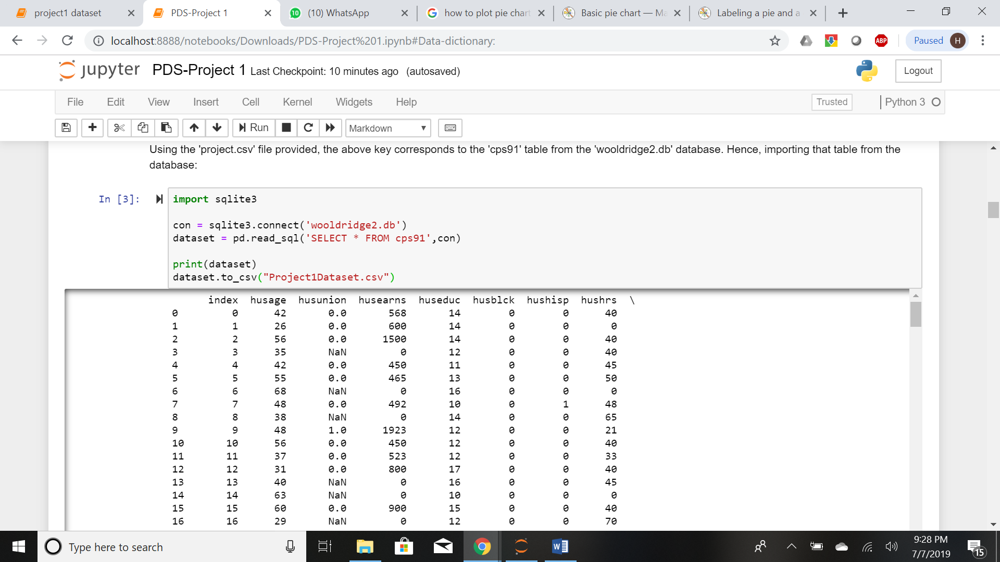 project1 dataset
PDS-Project 1
10
(10) WhatsApp
how to plot pie chart
Basic pie chart — Ma
Labeling a pie and a
localhost:8888/notebooks/Downloads/PDS-Project%201.ipynb#Data-dictionary:
ABP
Paused
H
jupyter PDS-Project 1 Last Checkpoint: 10 minutes ago (autosaved)
Logout
File Edit View Insert Cell Kernel Widgets Help
Trusted
Python 3
Run
Markdown
Using the 'project.csv' file provided, the above key corresponds to the 'cps91' table from the 'wooldridge2.db' database. Hence, importing that table from the
database:
In [3]:
import sqlite3
con = sqlite3.connect('wooldridge2.db')
dataset = pd.read_sql('SELECT * FROM cps91',con)
print(dataset)
dataset.to_csv("Project1Dataset.csv")
index husage husunion husearns huseduc husblck hushisp hushrs \
0 0 42 0.0 568 14 0 0 40
1 1 26 0.0 600 14 0 0 0
2 2 56 0.0 1500 14 0 0 40
3 3 35 NaN 0 12 0 0 40
4 4 42 0.0 450 11 0 0 45
5 5 55 0.0 465 13 0 0 50
6 6 68 NaN 0 16 0 0 0
7 7 48 0.0 492 10 0 1 48
8 8 38 NaN 0 14 0 0 65
9 9 48 1.0 1923 12 0 0 21
10 10 56 0.0 450 12 0 0 40
11 11 37 0.0 523 12 0 0 33
12 12 31 0.0 800 17 0 0 40
13 13 40 NaN 0 16 0 0 45
14 14 63 NaN 0 10 0 0 0
15 15 60 0.0 900 15 0 0 40
16 16 29 NaN 0 12 0 0 70
Type here to search
W
9:28 PM
7/7/2019
15